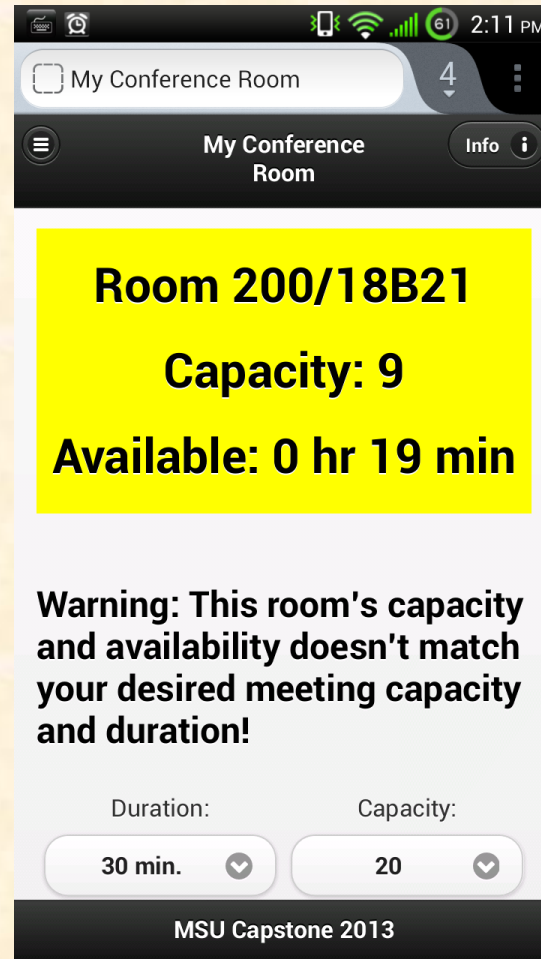 61 2:11 PM
My Conference Room
4
My Conference
Room
Info i
Room 200/18B21
Capacity: 9
Available: 0 hr 19 min
Warning: This room's capacity
and availability doesn't match
your desired meeting capacity
and duration!
Duration: Capacity:
30 min. 20
MSU Capstone 2013